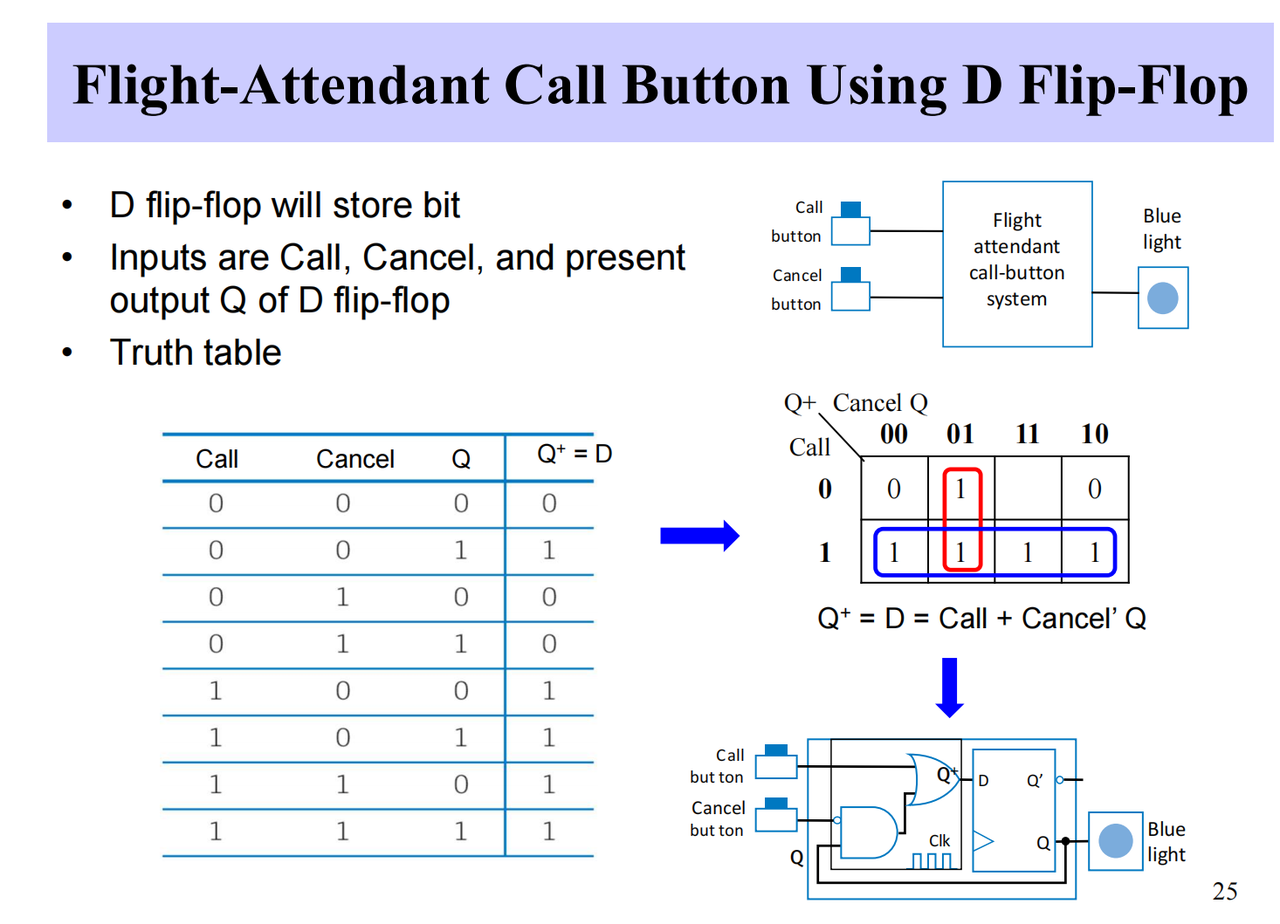 Flight-Attendant Call Button Using D Flip-Flop
• D flip-flop will store bit
• Inputs are Call, Cancel, and present
output Q of D flip-flop
• Truth table
Call
button
Cancel
button
Flight
attendant
call-button
system
Blue
light
Call Cancel Q Q⁺ = D
0 0 0 0
0 0 1 1
0 1 0 0
0 1 1 0
1 0 0 1
1 0 1 1
1 1 0 1
1 1 1 1
Q+ Cancel Q
Call 00 01 11 10
0 0 1 0
1 1 1 1 1
Q⁺ = D = Call + Cancel’ Q
Call
but ton
Cancel
but ton
Q
Q⁺
Clk
D Q’
Q
Blue
light
25